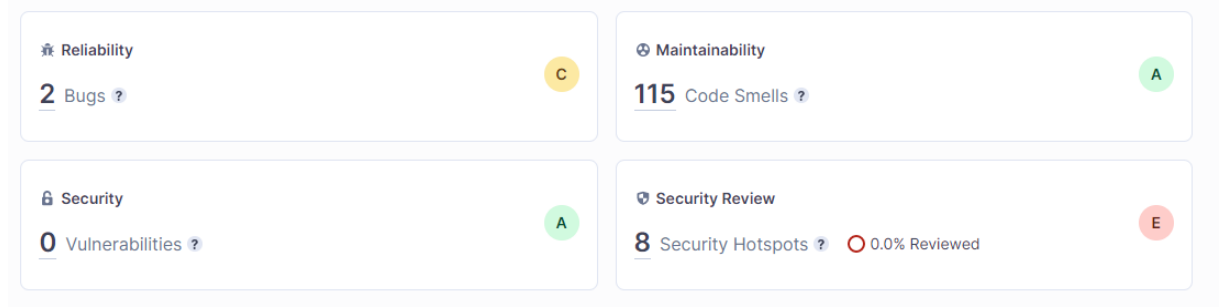 Reliability
2 Bugs ?
C
Maintainability
115 Code Smells ?
A
Security
0 Vulnerabilities ?
A
Security Review
8 Security Hotspots ? 0.0% Reviewed
E